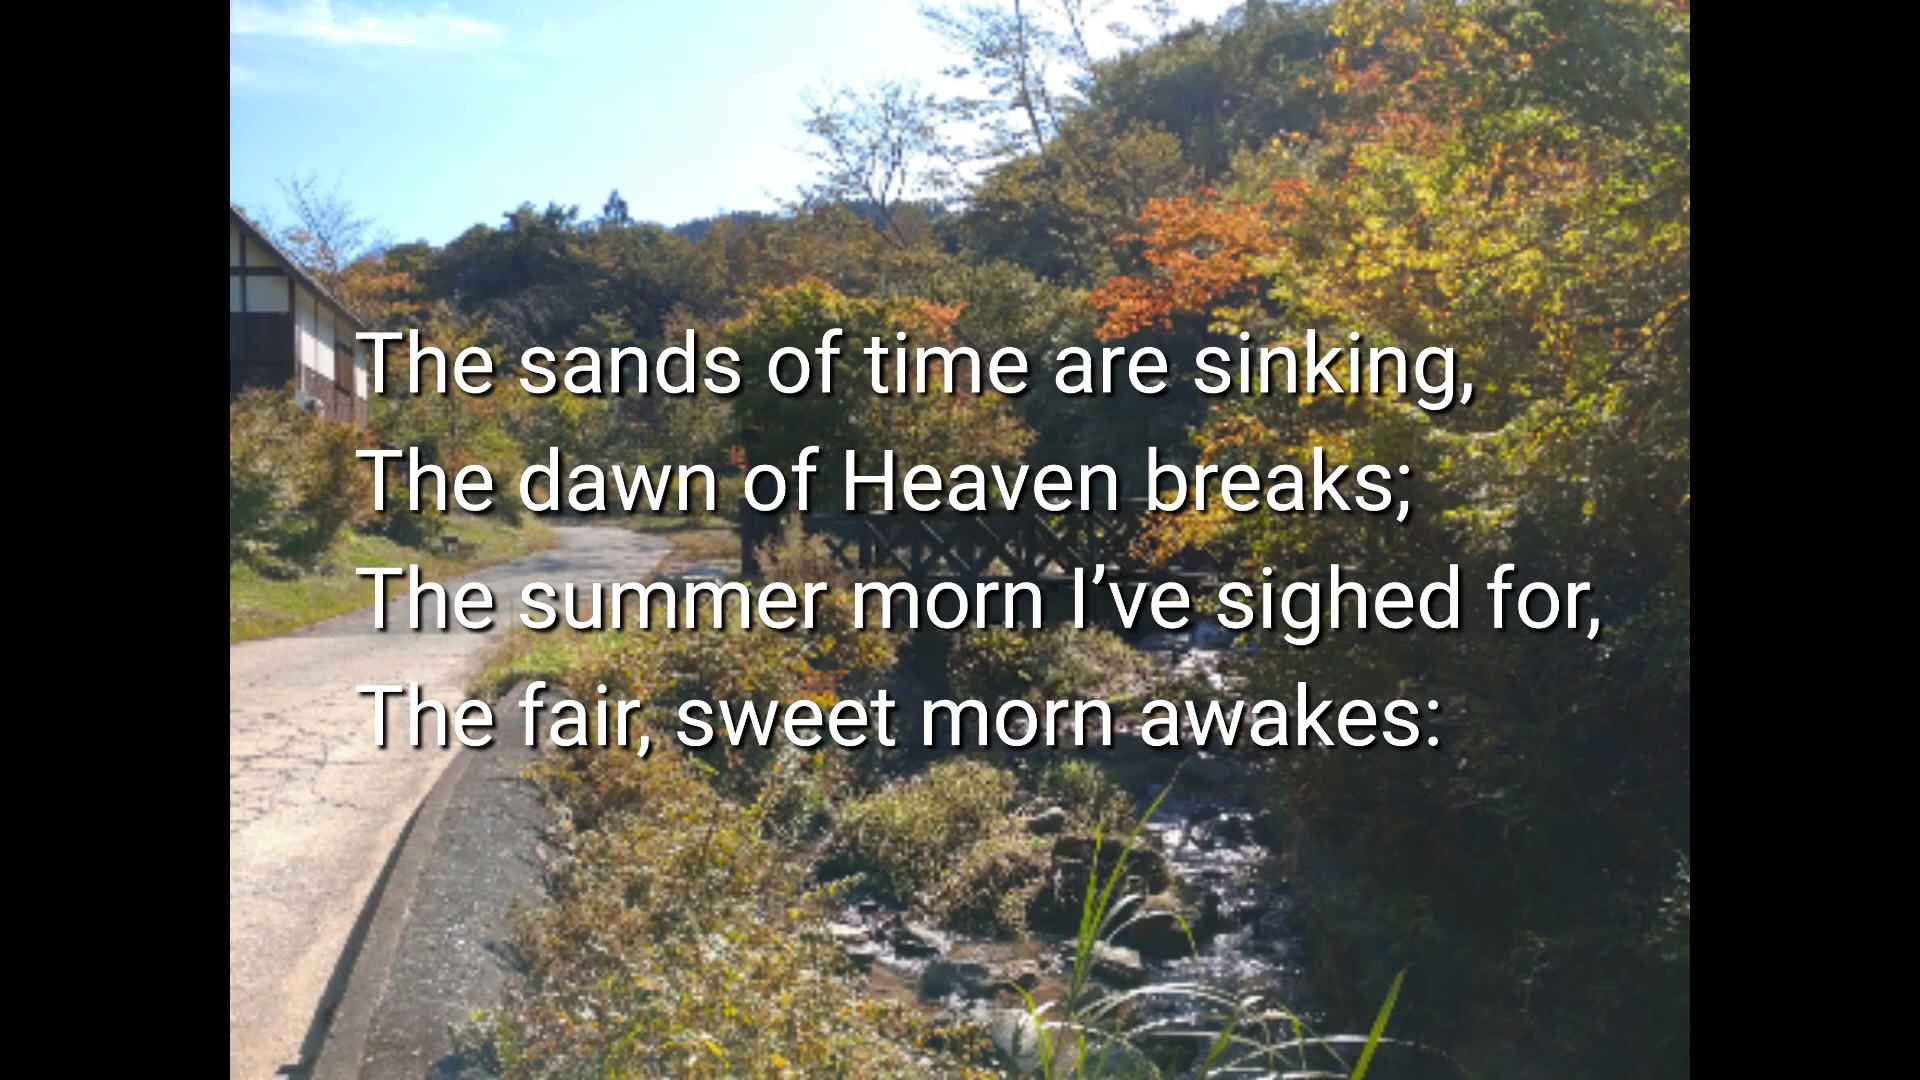 The sands of time are sinking,
The dawn of Heaven breaks;
The summer morn I’ve sighed for,
The fair, sweet morn awakes: